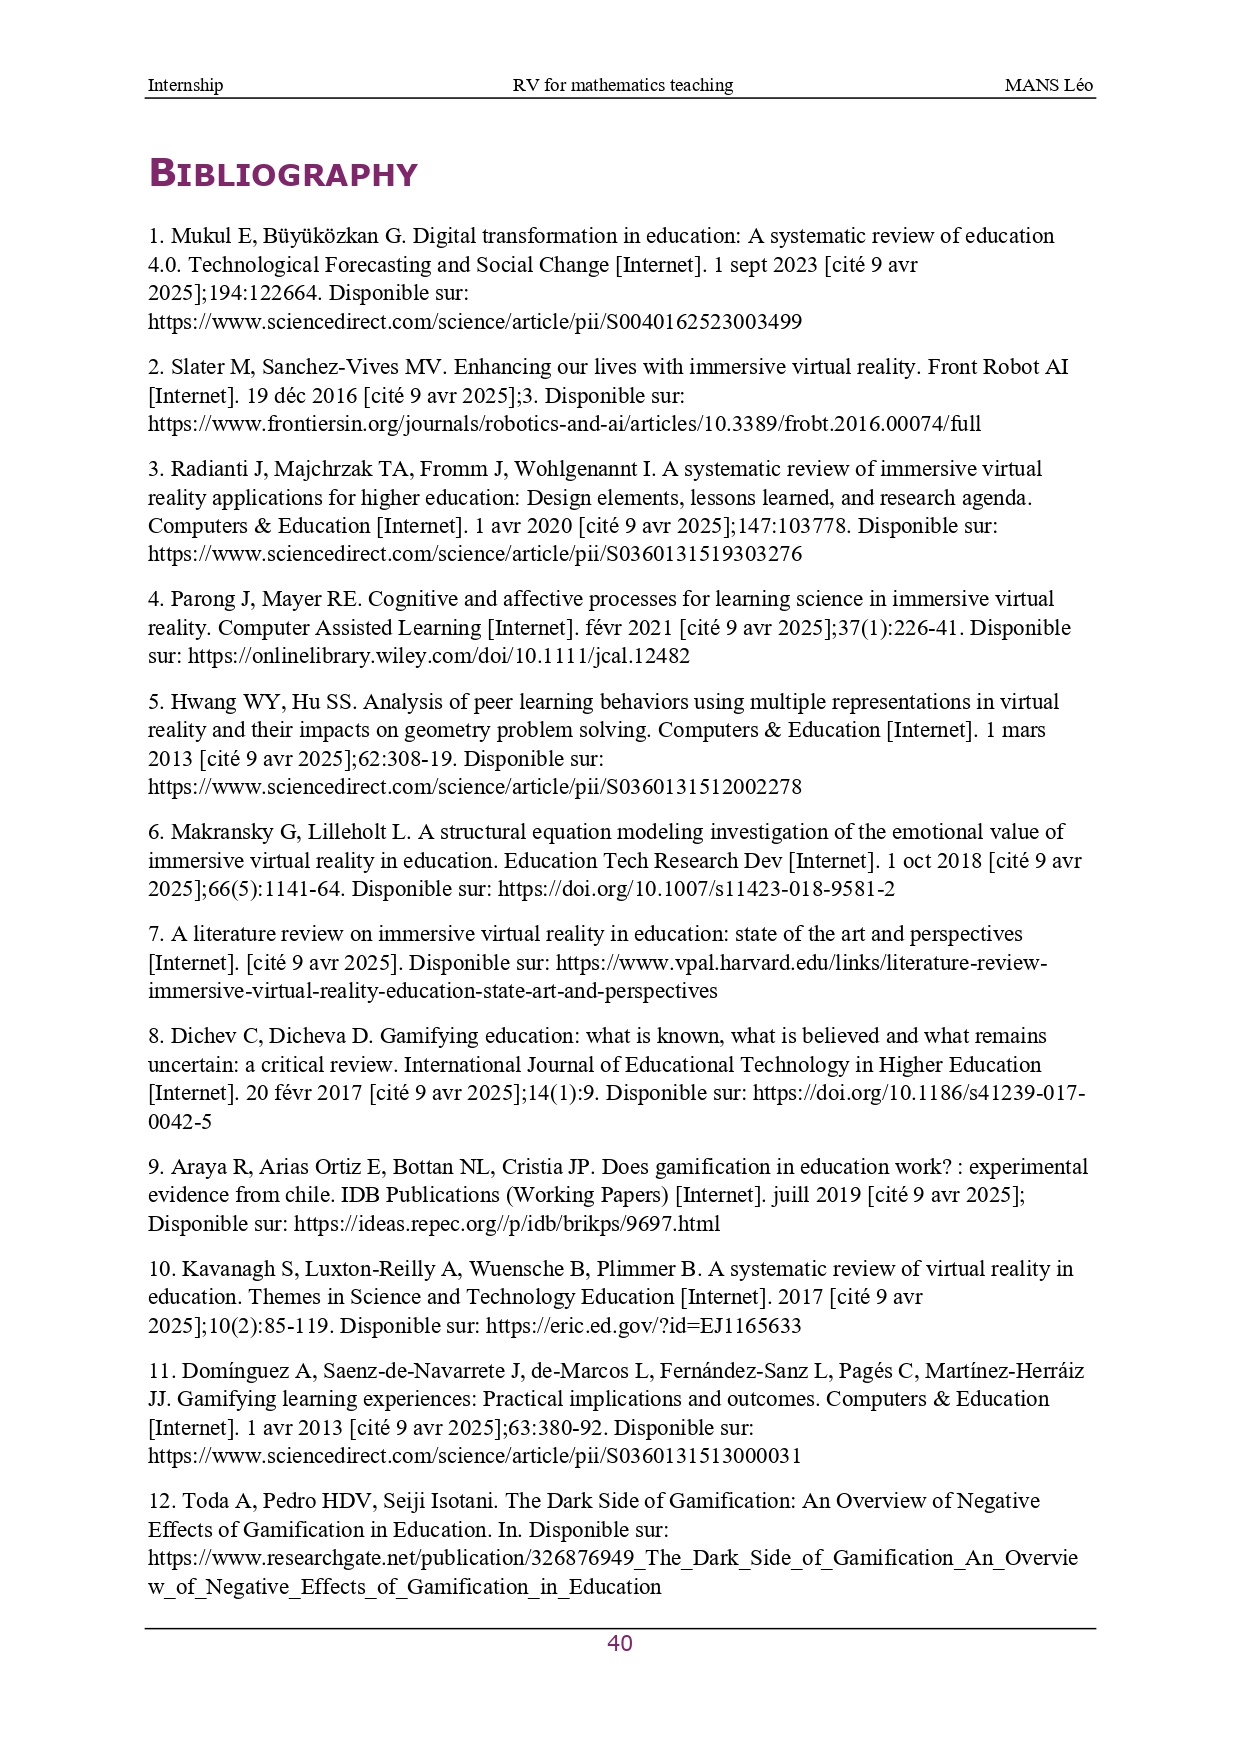 Internship RV for mathematics teaching MANS Léo
BIBLIOGRAPHY
1. Mukul E, Büyüközkan G. Digital transformation in education: A systematic review of education
4.0. Technological Forecasting and Social Change [Internet]. 1 sept 2023 [cité 9 avr
2025];194:122664. Disponible sur:
https://www.sciencedirect.com/science/article/pii/S0040162523003499
2. Slater M, Sanchez-Vives MV. Enhancing our lives with immersive virtual reality. Front Robot AI
[Internet]. 19 déc 2016 [cité 9 avr 2025];3. Disponible sur:
https://www.frontiersin.org/journals/robotics-and-ai/articles/10.3389/frobt.2016.00074/full
3. Radianti J, Majchrzak TA, Fromm J, Wohlgenannt I. A systematic review of immersive virtual
reality applications for higher education: Design elements, lessons learned, and research agenda.
Computers & Education [Internet]. 1 avr 2020 [cité 9 avr 2025];147:103778. Disponible sur:
https://www.sciencedirect.com/science/article/pii/S0360131519303276
4. Parong J, Mayer RE. Cognitive and affective processes for learning science in immersive virtual
reality. Computer Assisted Learning [Internet]. févr 2021 [cité 9 avr 2025];37(1):226-41. Disponible
sur: https://onlinelibrary.wiley.com/doi/10.1111/jcal.12482
5. Hwang WY, Hu SS. Analysis of peer learning behaviors using multiple representations in virtual
reality and their impacts on geometry problem solving. Computers & Education [Internet]. 1 mars
2013 [cité 9 avr 2025];62:308-19. Disponible sur:
https://www.sciencedirect.com/science/article/pii/S0360131512002278
6. Makransky G, Lilleholt L. A structural equation modeling investigation of the emotional value of
immersive virtual reality in education. Education Tech Research Dev [Internet]. 1 oct 2018 [cité 9 avr
2025];66(5):1141-64. Disponible sur: https://doi.org/10.1007/s11423-018-9581-2
7. A literature review on immersive virtual reality in education: state of the art and perspectives
[Internet]. [cité 9 avr 2025]. Disponible sur: https://www.vpal.harvard.edu/links/literature-review-
immersive-virtual-reality-education-state-art-and-perspectives
8. Dichev C, Dicheva D. Gamifying education: what is known, what is believed and what remains
uncertain: a critical review. International Journal of Educational Technology in Higher Education
[Internet]. 20 févr 2017 [cité 9 avr 2025];14(1):9. Disponible sur: https://doi.org/10.1186/s41239-017-
0042-5
9. Araya R, Arias Ortiz E, Bottan NL, Cristia JP. Does gamification in education work? : experimental
evidence from chile. IDB Publications (Working Papers) [Internet]. juill 2019 [cité 9 avr 2025];
Disponible sur: https://ideas.repec.org//p/idb/brikps/9697.html
10. Kavanagh S, Luxton-Reilly A, Wuensche B, Plimmer B. A systematic review of virtual reality in
education. Themes in Science and Technology Education [Internet]. 2017 [cité 9 avr
2025];10(2):85-119. Disponible sur: https://eric.ed.gov/?id=EJ1165633
11. Domínguez A, Saenz-de-Navarrete J, de-Marcos L, Fernández-Sanz L, Pagés C, Martínez-Herráiz
JJ. Gamifying learning experiences: Practical implications and outcomes. Computers & Education
[Internet]. 1 avr 2013 [cité 9 avr 2025];63:380-92. Disponible sur:
https://www.sciencedirect.com/science/article/pii/S0360131513000031
12. Toda A, Pedro HDV, Seiji Isotani. The Dark Side of Gamification: An Overview of Negative
Effects of Gamification in Education. In. Disponible sur:
https://www.researchgate.net/publication/326876949_The_Dark_Side_of_Gamification_An_Overvie
w_of_Negative_Effects_of_Gamification_in_Education
40